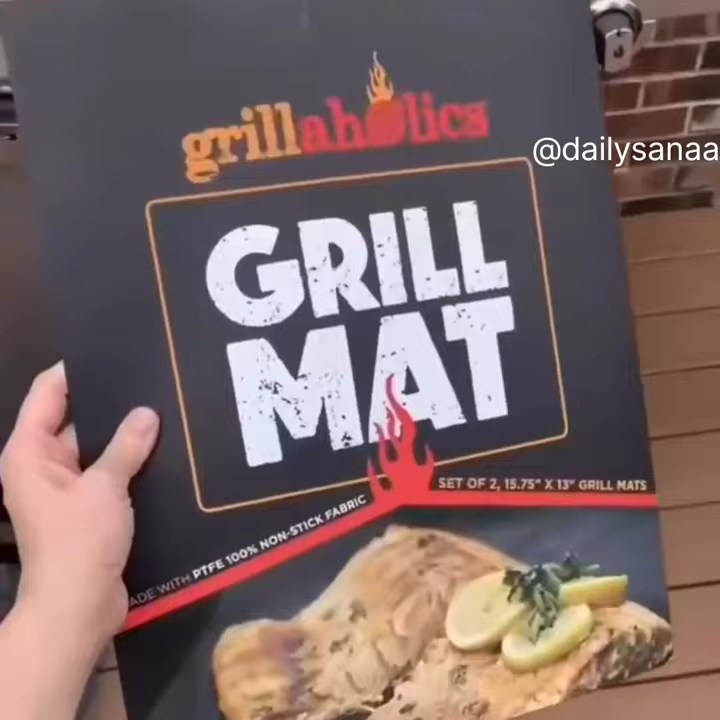 grillaholics
@dailysanaa
GRILL
MAT
SET OF 2, 15.75" X 13" GRILL MATS
ADE WITH PTFE 100% NON-STICK FABRIC